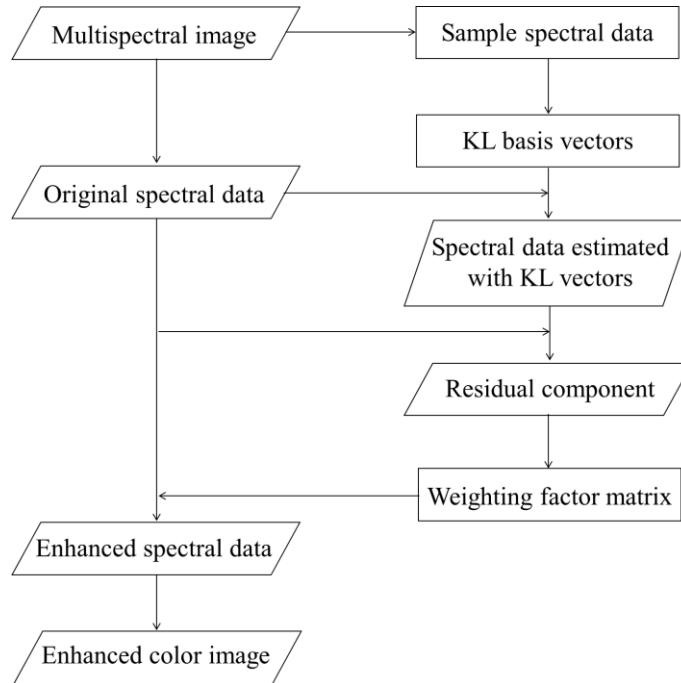 Multispectral image
Sample spectral data
KL basis vectors
Original spectral data
Spectral data estimated
with KL vectors
Residual component
Weighting factor matrix
Enhanced spectral data
Enhanced color image